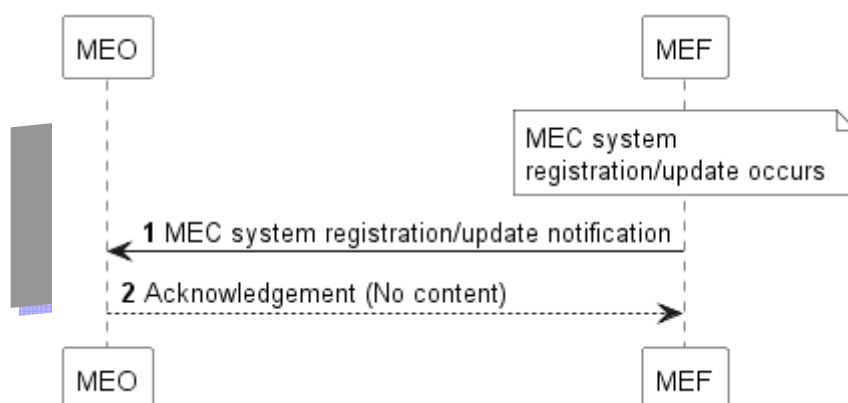 MEO MEF
MEC system
registration/update occurs
1 MEC system registration/update notification
2 Acknowledgement (No content)
MEO MEF